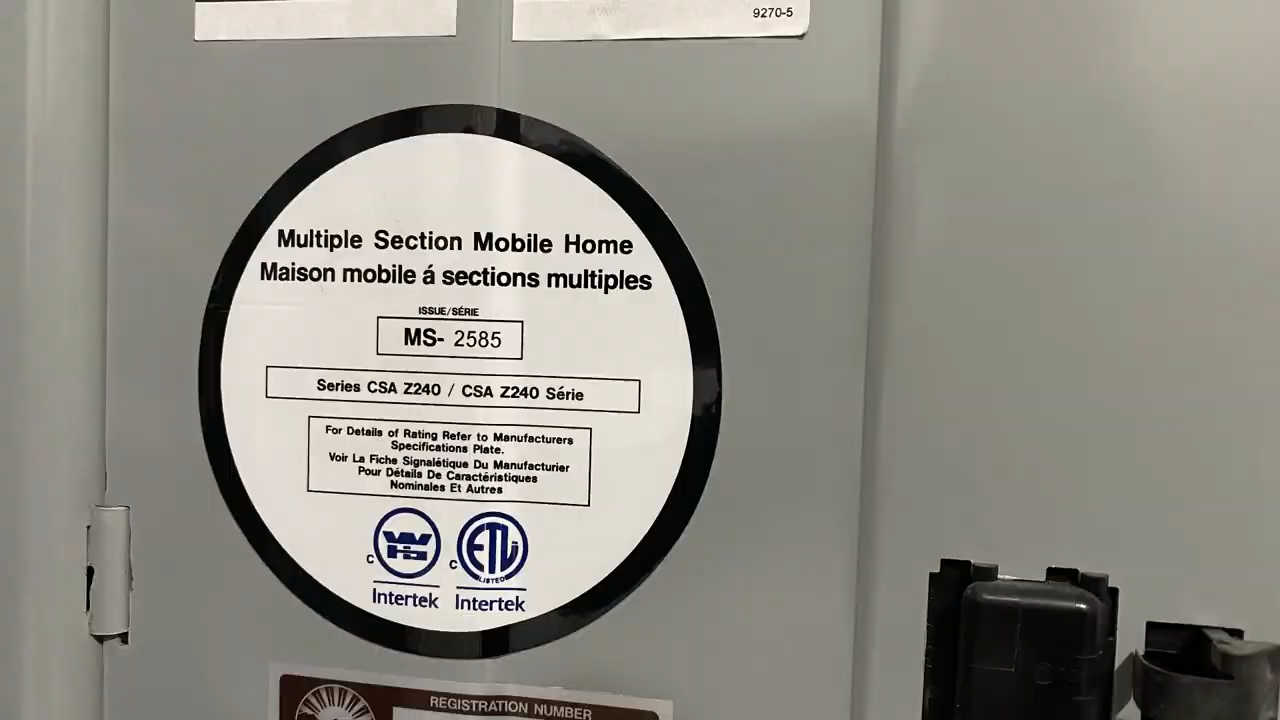 9270-5
Multiple Section Mobile Home
Maison mobile á sections multiples
ISSUE/SÉRIE
MS- 2585
Series CSA Z240 / CSA Z240 Série
For Details of Rating Refer to Manufacturers
Specifications Plate.
Voir La Fiche Signalétique Du Manufacturier
Pour Détails De Caractéristiques
Nominales Et Autres
C WH C ETL
LISTED
Intertek Intertek
REGISTRATION NUMBER